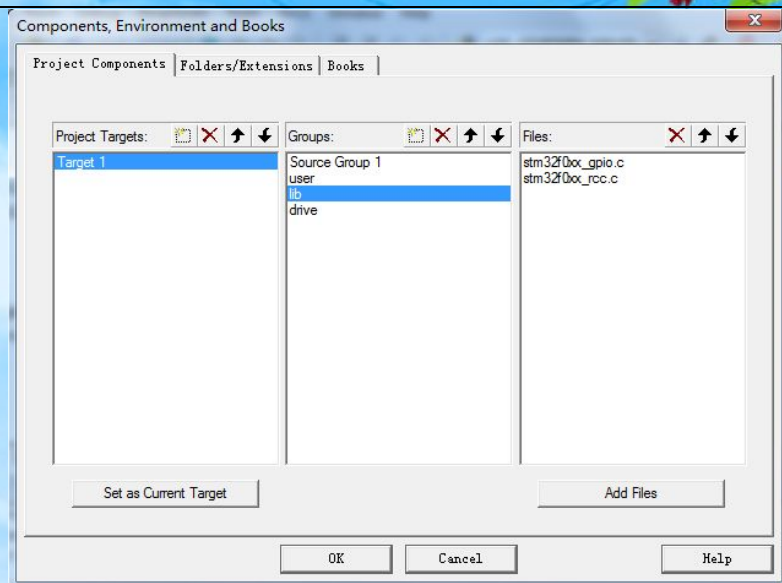 Components, Environment and Books
Project Components Folders/Extensions Books
Project Targets: Groups: Files:
Target 1
Source Group 1
user
lib
drive
stm32f0xx_gpio.c
stm32f0xx_rcc.c
Set as Current Target Add Files
OK Cancel Help